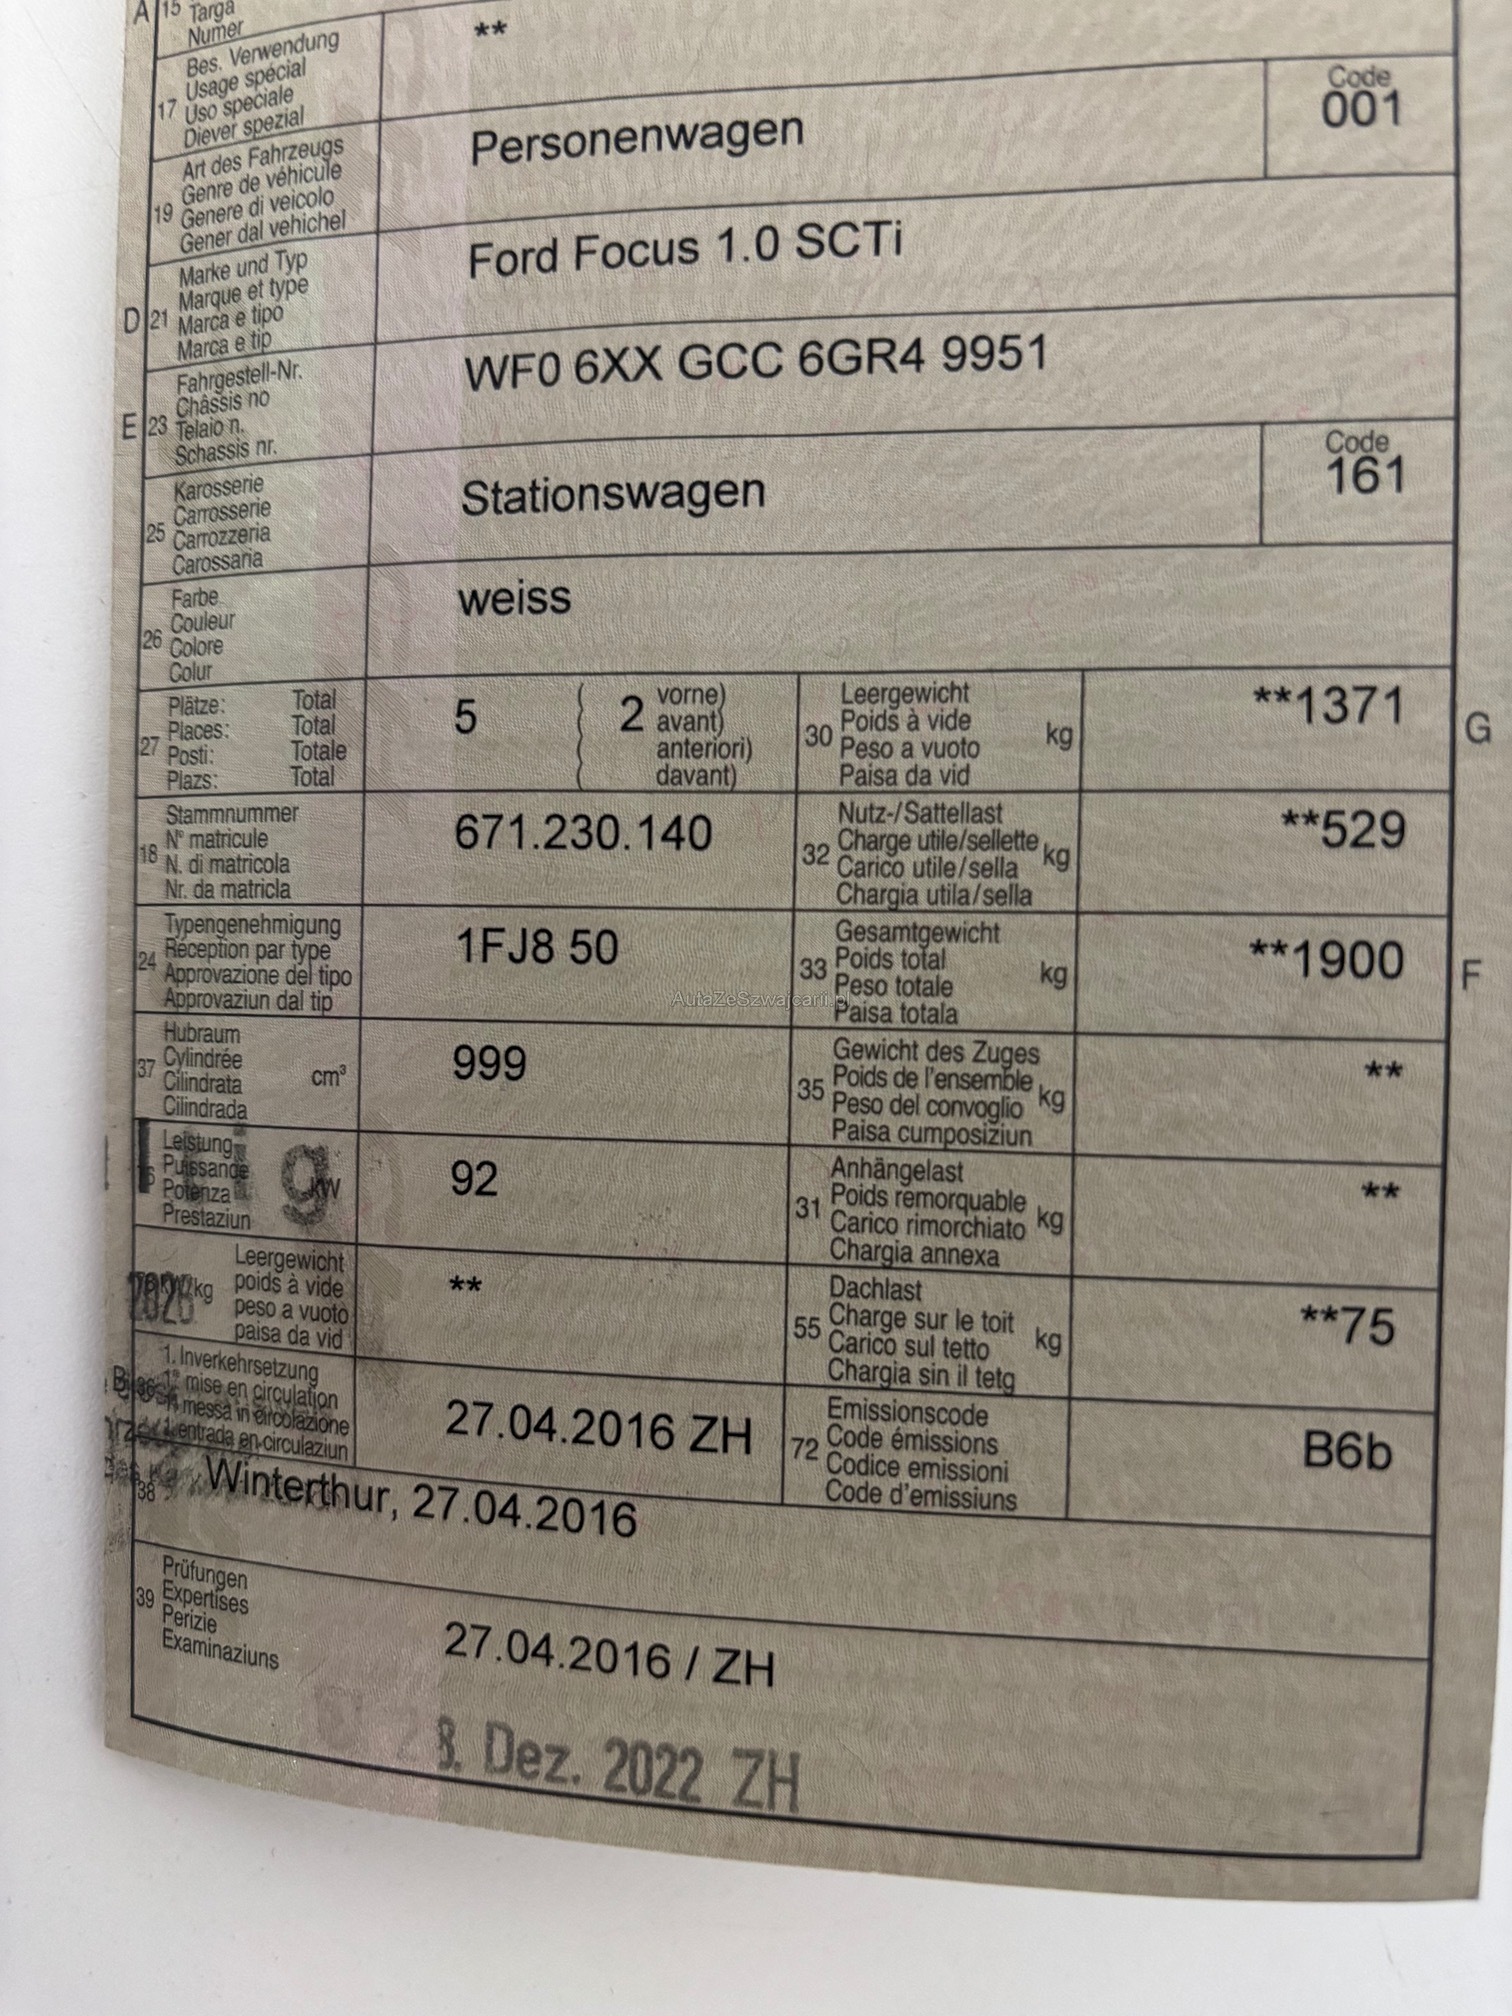 A 15 Targa
Numer
**
17 Bes. Verwendung
Usage spécial
Uso speciale
Diever spezial
19 Art des Fahrzeugs
Genre de véhicule
Genere di veicolo
Gener dal vehichel
Personenwagen
Code
001
D 21 Marke und Typ
Marque et type
Marca e tipo
Marca e tip
Ford Focus 1.0 SCTi
E 23 Fahrgestell-Nr.
Châssis no
Telaio n.
Schassis nr.
WF0 6XX GCC 6GR4 9951
25 Karosserie
Carrosserie
Carrozzeria
Carossaria
Stationswagen
Code
161
26 Farbe
Couleur
Colore
Colur
weiss
27 Plätze: Total
Places: Total
Posti: Totale
Plazs: Total
5 ( 2 vorne)
( avant)
( anteriori)
( davant)
30 Leergewicht
Poids à vide kg
Peso a vuoto
Paisa da vid
**1371 G
18 Stammnummer
N° matricule
N. di matricola
Nr. da matricla
671.230.140
32 Nutz-/Sattellast
Charge utile/sellette kg
Carico utile/sella
Chargia utila/sella
**529
24 Typengenehmigung
Réception par type
Approvazione del tipo
Approvaziun dal tip
1FJ8 50
33 Gesamtgewicht
Poids total kg
Peso totale
Paisa totala
**1900 F
AutaZeSzwajcarii.pl
37 Hubraum
Cylindrée cm³
Cilindrata
Cilindrada
999
35 Gewicht des Zuges
Poids de l'ensemble kg
Peso del convoglio
Paisa cumposiziun
**
Leistung
Puissance
Potenza kW
Prestaziun
92
31 Anhängelast
Poids remorquable kg
Carico rimorchiato
Chargia annexa
**
Leergewicht
kg poids à vide
peso a vuoto
paisa da vid
**
55 Dachlast
Charge sur le toit kg
Carico sul tetto
Chargia sin il tetg
**75
B 1. Inverkehrsetzung
1re mise en circulation
1. messa in circolazione
1. entrada en circulaziun
27.04.2016 ZH
72 Emissionscode
Code émissions
Codice emissioni
Code d'emissiuns
B6b
38 Winterthur, 27.04.2016
39 Prüfungen
Expertises
Perizie
Examinaziuns
27.04.2016 / ZH
28. Dez. 2022 ZH